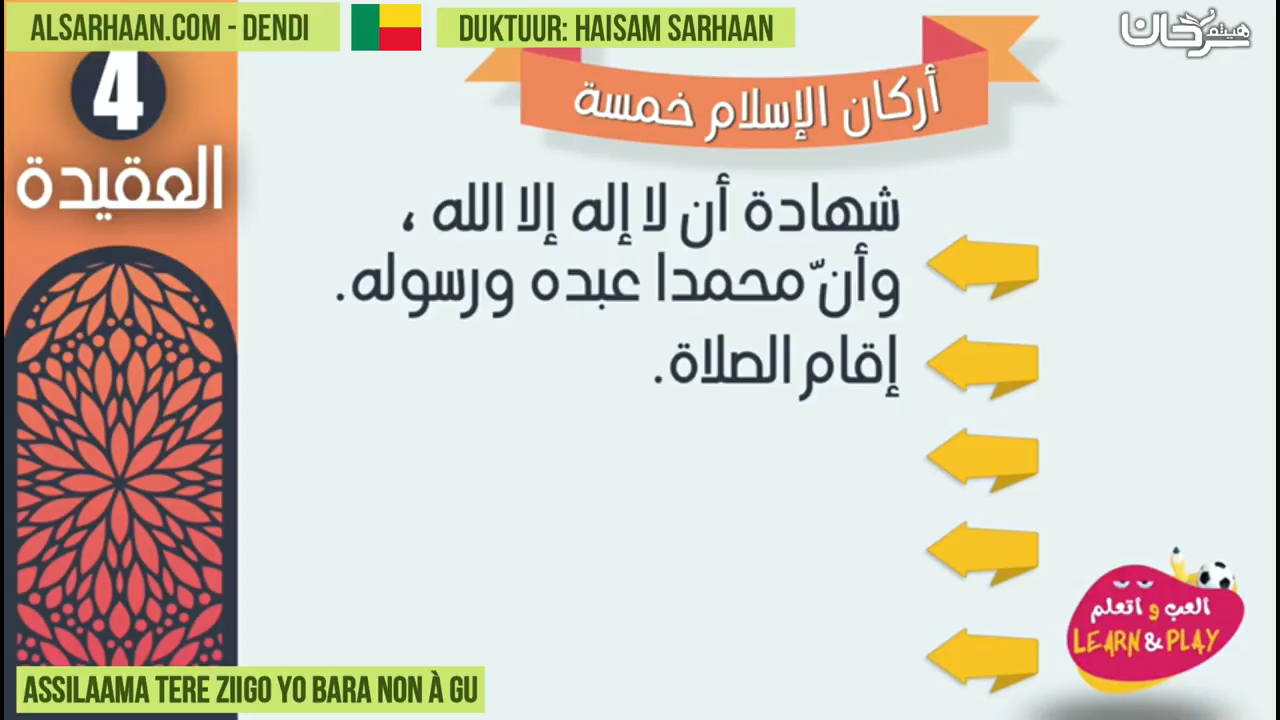 ALSARHAAN.COM - DENDI
DUKTUUR: HAISAM SARHAAN
هيثم سرحان
4
العقيدة
أركان الإسلام خمسة
شهادة أن لا إله إلا الله ،
وأنّ محمدا عبده ورسوله.
إقام الصلاة.
العب و اتعلم
LEARN & PLAY
ASSILAAMA TERE ZIIGO YO BARA NON À GU